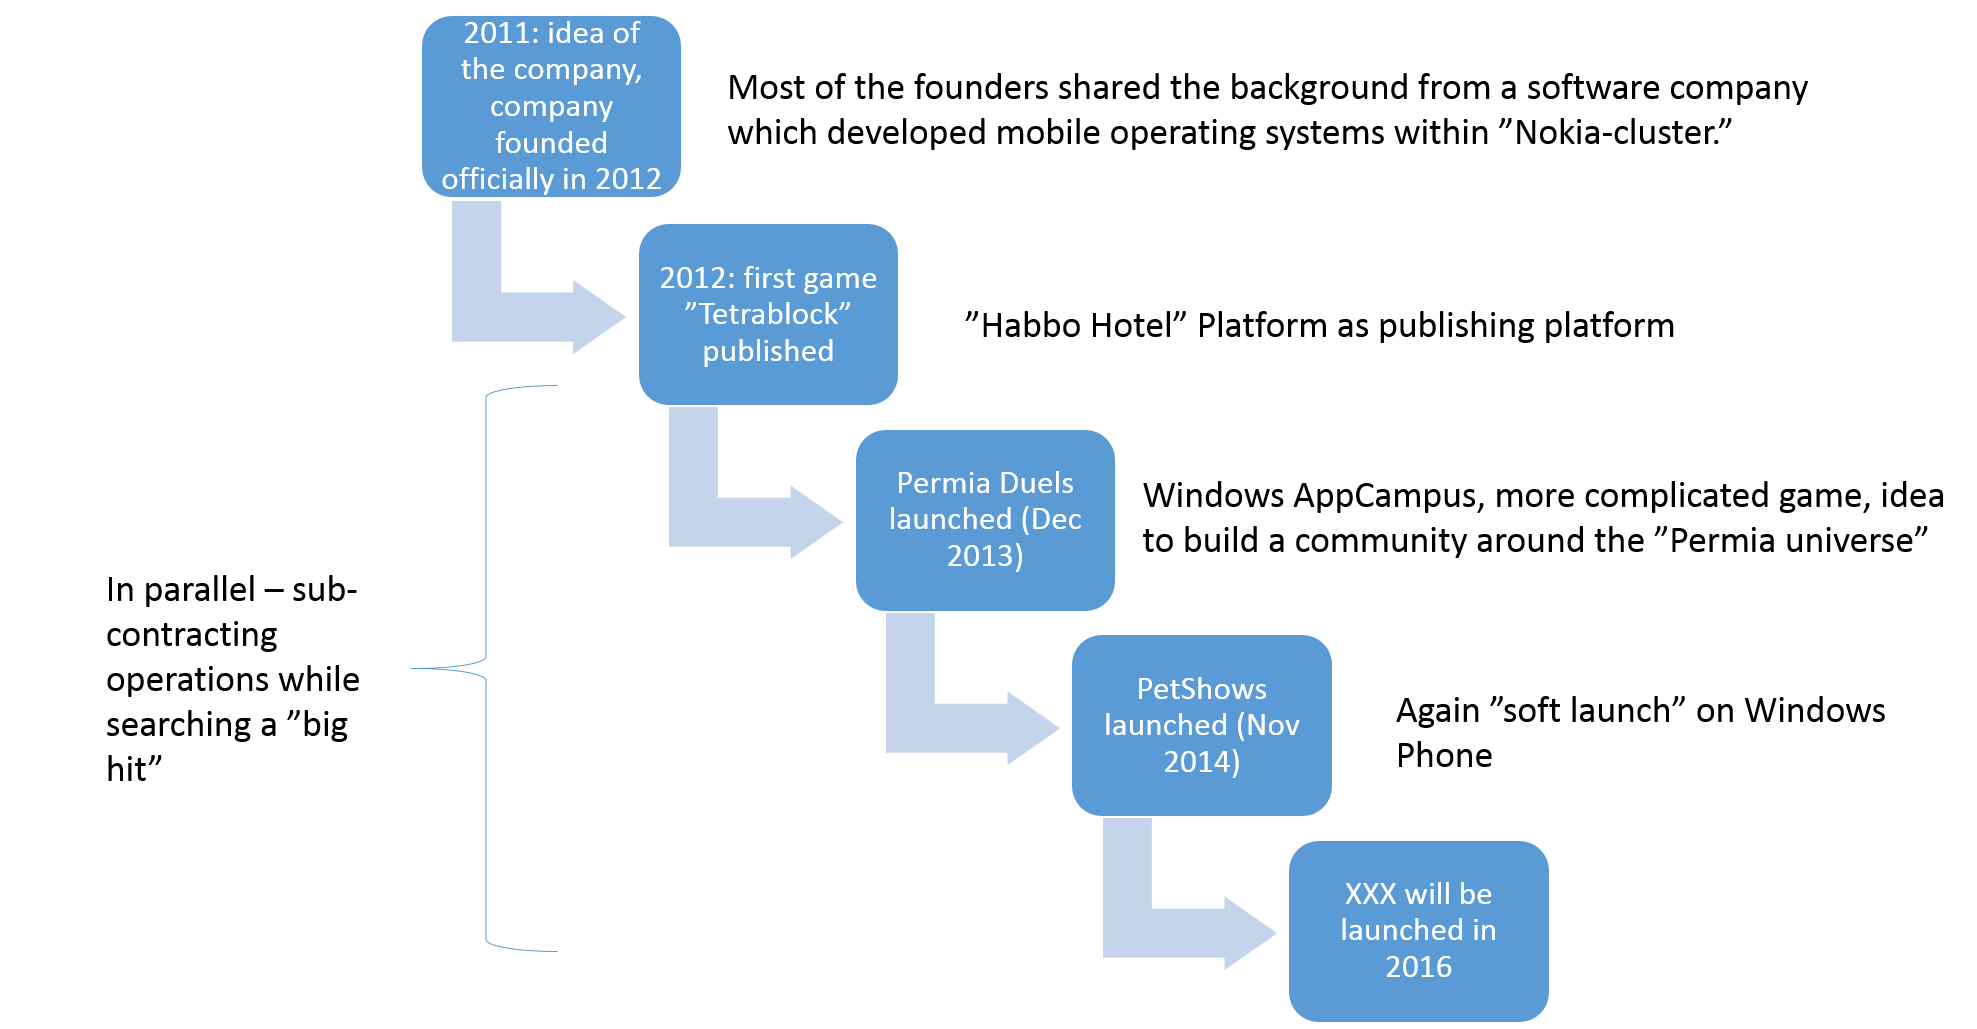 2011: idea of
the company,
company
founded
officially in 2012
Most of the founders shared the background from a software company
which developed mobile operating systems within ”Nokia-cluster.”
2012: first game
”Tetrablock”
published
”Habbo Hotel” Platform as publishing platform
Permia Duels
launched (Dec
2013)
Windows AppCampus, more complicated game, idea
to build a community around the ”Permia universe”
In parallel – sub-
contracting
operations while
searching a ”big
hit”
PetShows
launched (Nov
2014)
Again ”soft launch” on Windows
Phone
XXX will be
launched in
2016